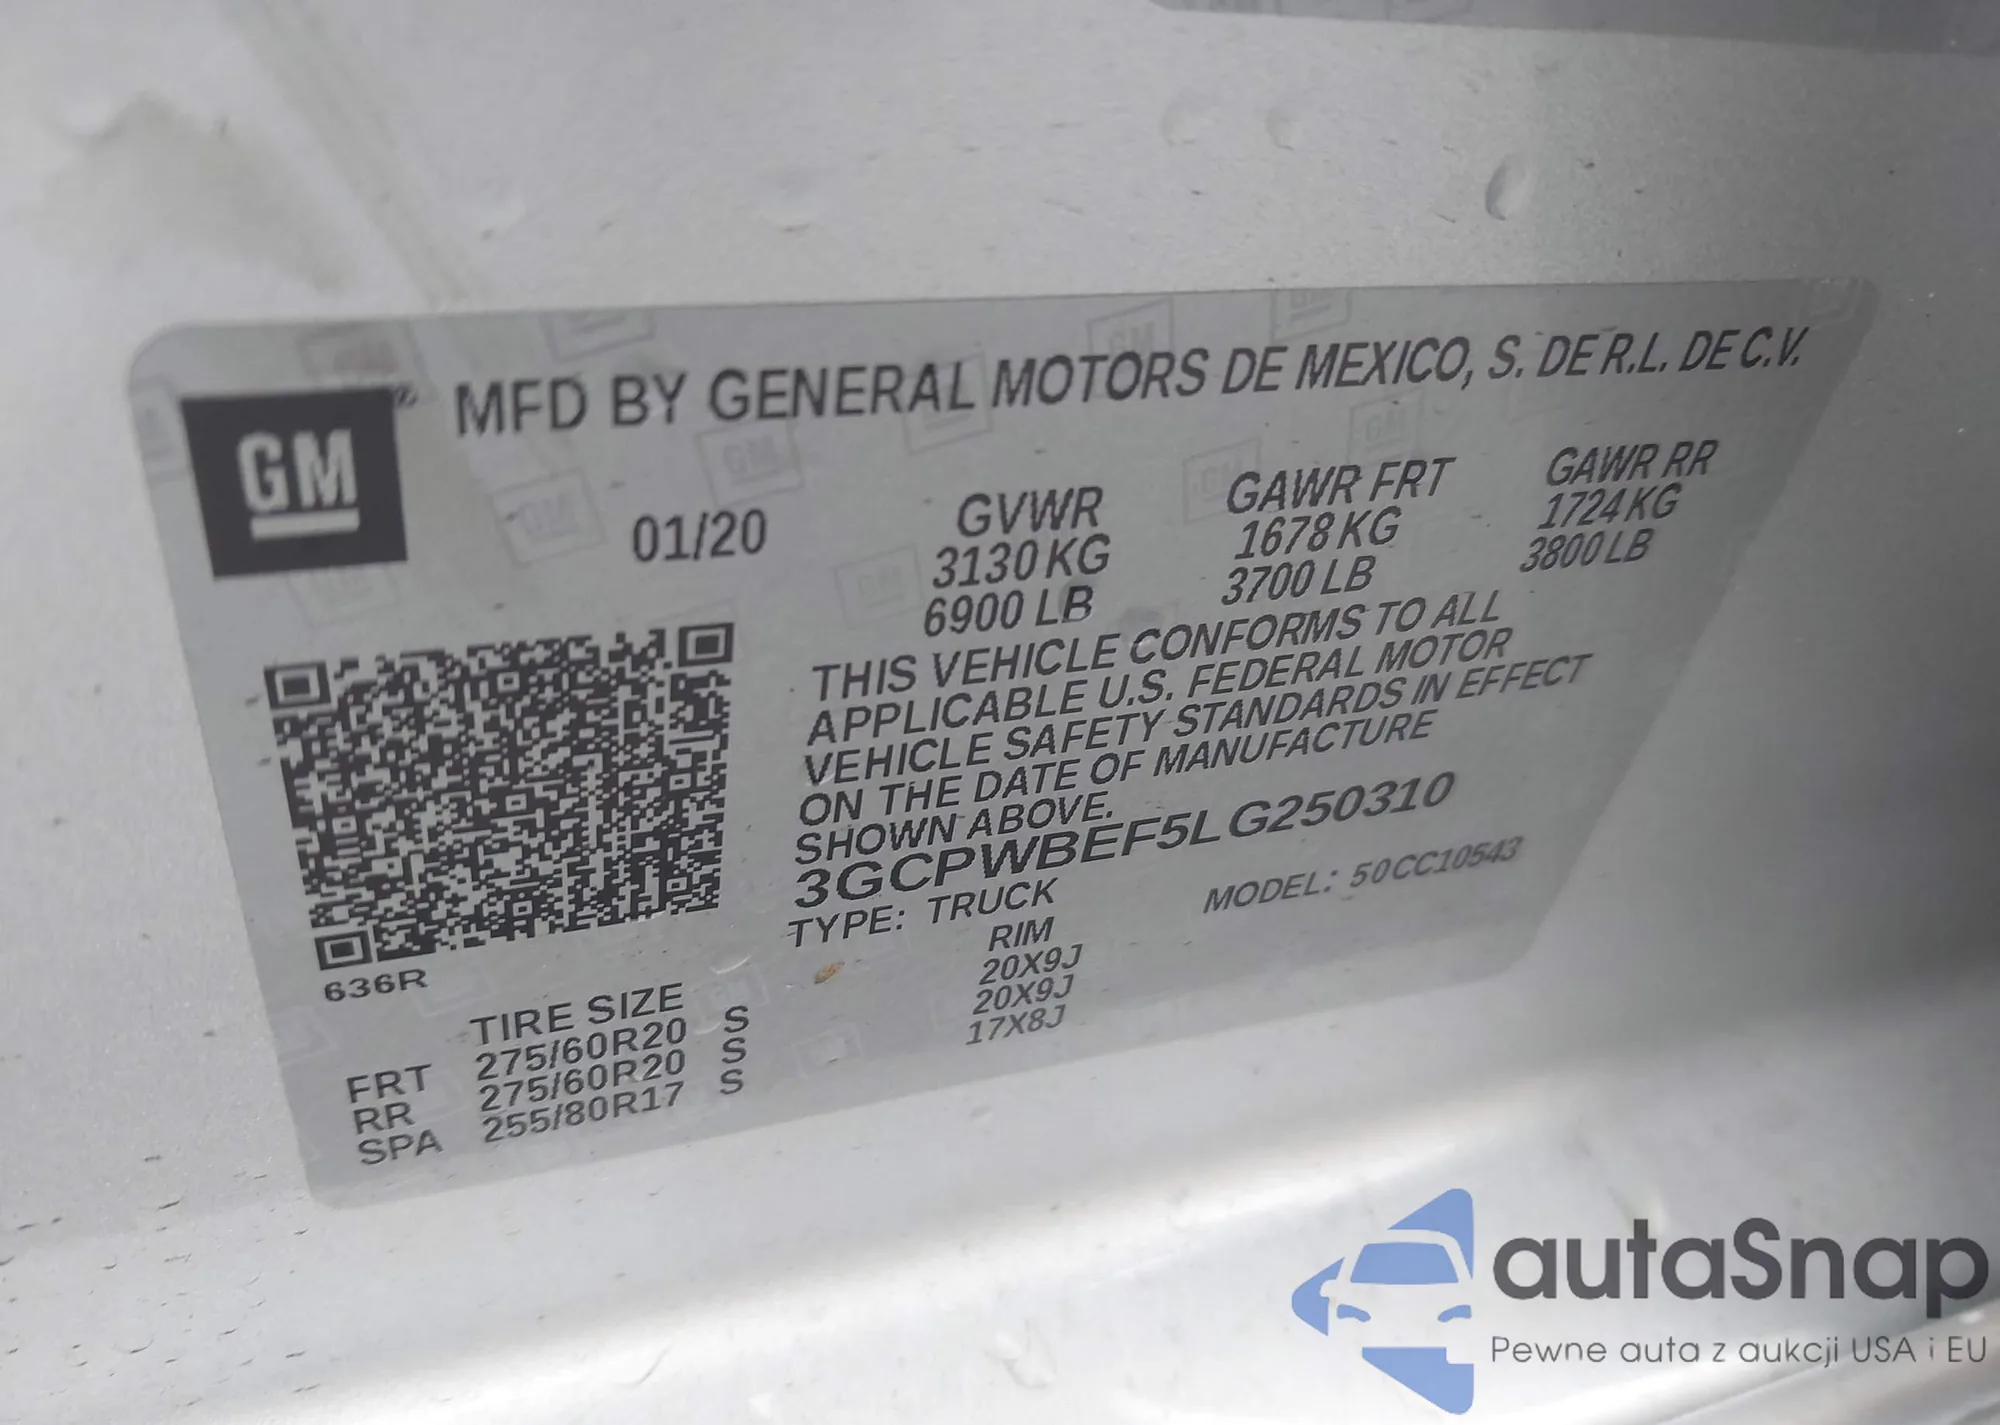 GM
MFD BY GENERAL MOTORS DE MEXICO, S. DE R.L. DE C.V.
01/20
GVWR GAWR FRT GAWR RR
3130 KG 1678 KG 1724 KG
6900 LB 3700 LB 3800 LB
THIS VEHICLE CONFORMS TO ALL
APPLICABLE U.S. FEDERAL MOTOR
VEHICLE SAFETY STANDARDS IN EFFECT
ON THE DATE OF MANUFACTURE
SHOWN ABOVE.
3GCPWBEF5LG250310
TYPE: TRUCK MODEL: 50CC10543
636R
TIRE SIZE RIM
FRT 275/60R20 S 20X9J
RR 275/60R20 S 20X9J
SPA 255/80R17 S 17X8J
autaSnap
Pewne auta z aukcji USA i EU